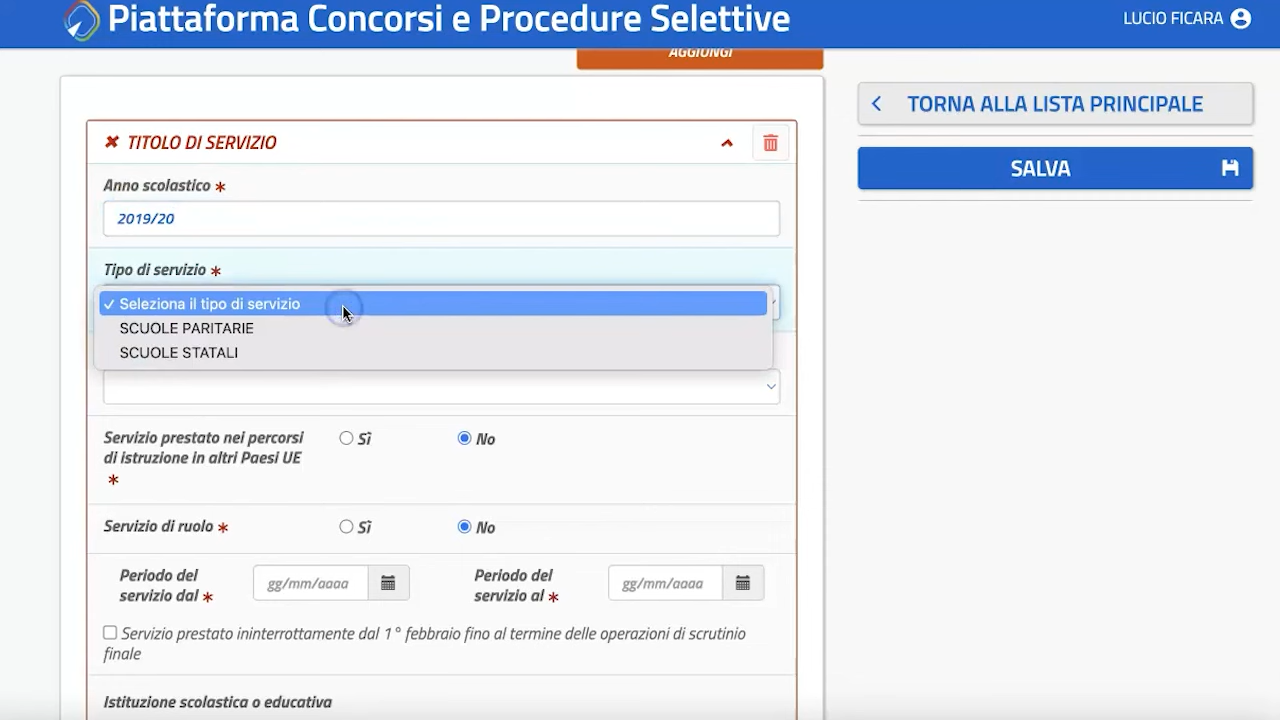 Piattaforma Concorsi e Procedure Selettive
LUCIO FICARA
AGGIUNGI
TORNA ALLA LISTA PRINCIPALE
SALVA
TITOLO DI SERVIZIO
Anno scolastico *
2019/20
Tipo di servizio *
✓ Seleziona il tipo di servizio
SCUOLE PARITARIE
SCUOLE STATALI
Servizio prestato nei percorsi
di istruzione in altri Paesi UE
*
Sì
No
Servizio di ruolo *
Sì
No
Periodo del
servizio dal *
gg/mm/aaaa
Periodo del
servizio al *
gg/mm/aaaa
Servizio prestato ininterrottamente dal 1° febbraio fino al termine delle operazioni di scrutinio
finale
Istituzione scolastica o educativa